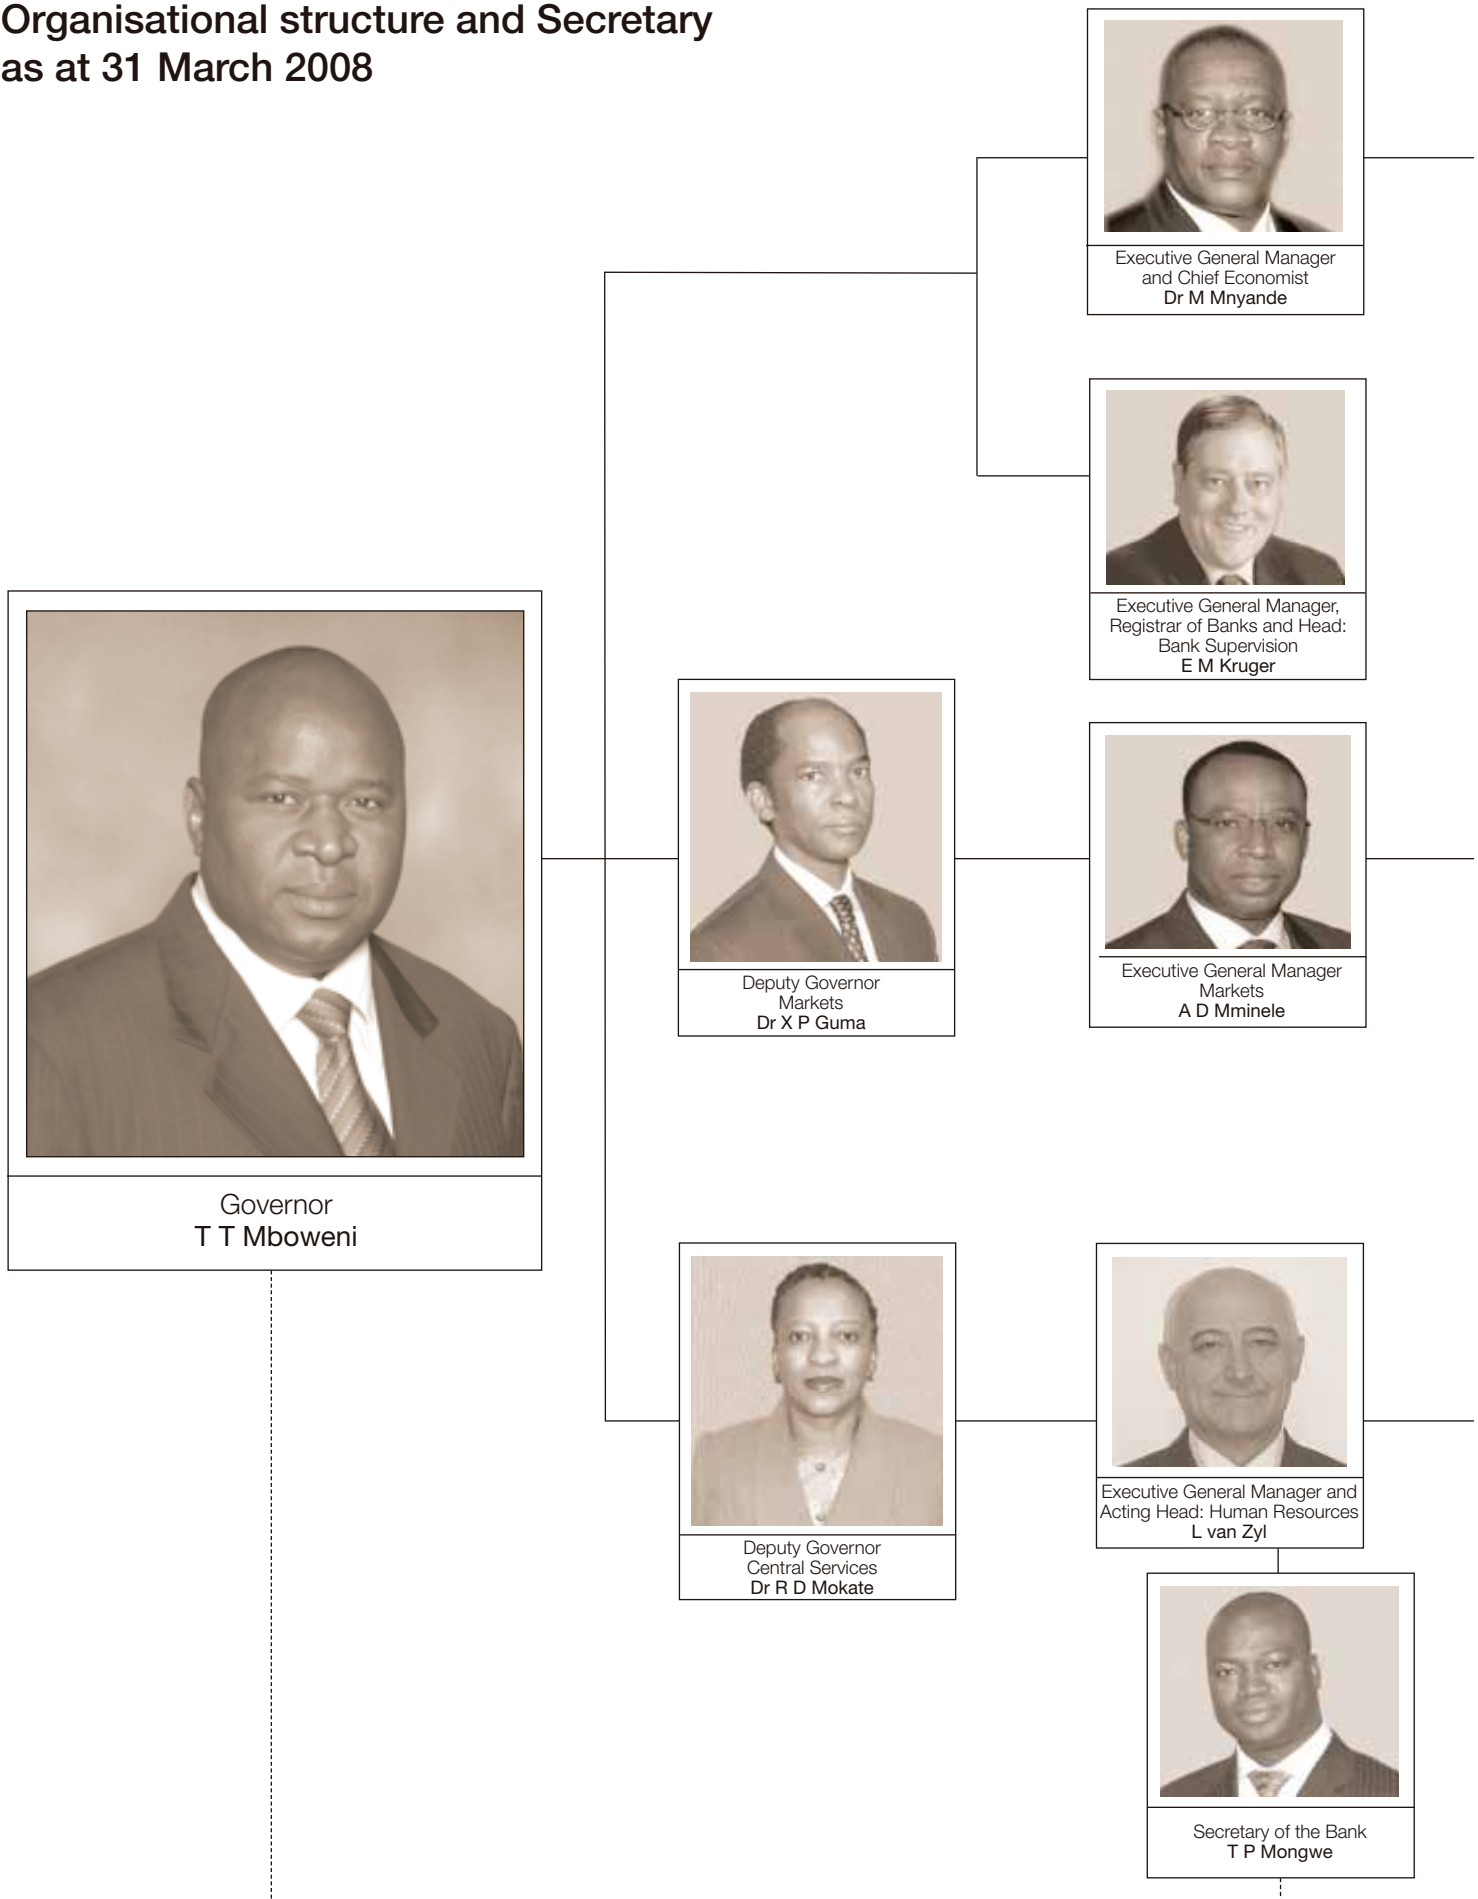 Organisational structure and Secretary
as at 31 March 2008
Executive General Manager
and Chief Economist
Dr M Mnyande
Executive General Manager,
Registrar of Banks and Head:
Bank Supervision
E M Kruger
Governor
T T Mboweni
Deputy Governor
Markets
Dr X P Guma
Executive General Manager
Markets
A D Mminele
Deputy Governor
Central Services
Dr R D Mokate
Executive General Manager and
Acting Head: Human Resources
L van Zyl
Secretary of the Bank
T P Mongwe